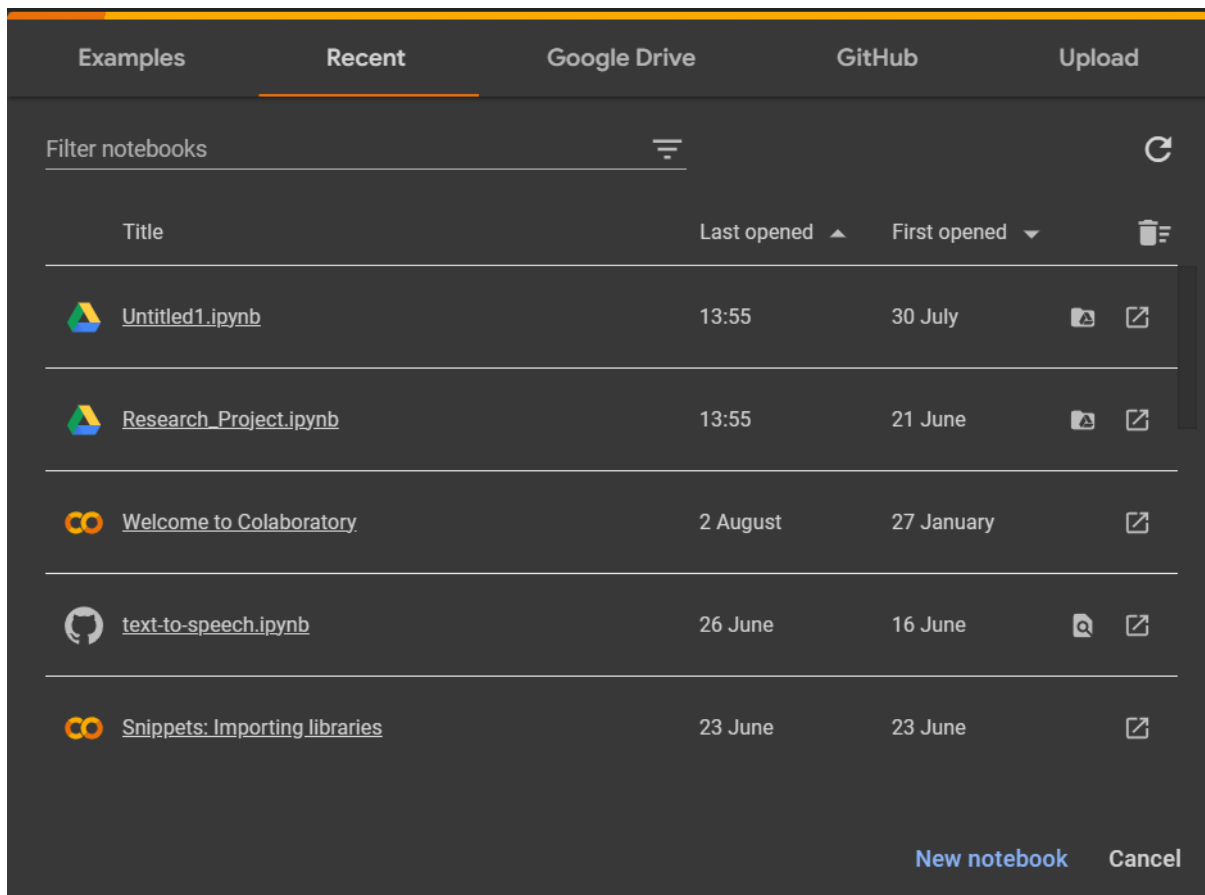 Examples Recent Google Drive GitHub Upload
Filter notebooks
Title Last opened First opened
Untitled1.ipynb 13:55 30 July
Research_Project.ipynb 13:55 21 June
Welcome to Colaboratory 2 August 27 January
text-to-speech.ipynb 26 June 16 June
Snippets: Importing libraries 23 June 23 June
New notebook Cancel